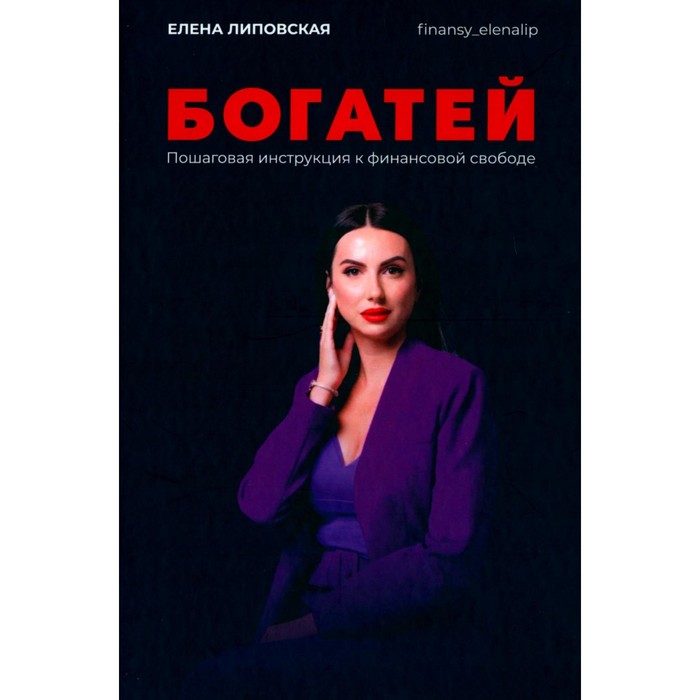 ЕЛЕНА ЛИПОВСКАЯ
finansy_elenalip
БОГАТЕЙ
Пошаговая инструкция к финансовой свободе